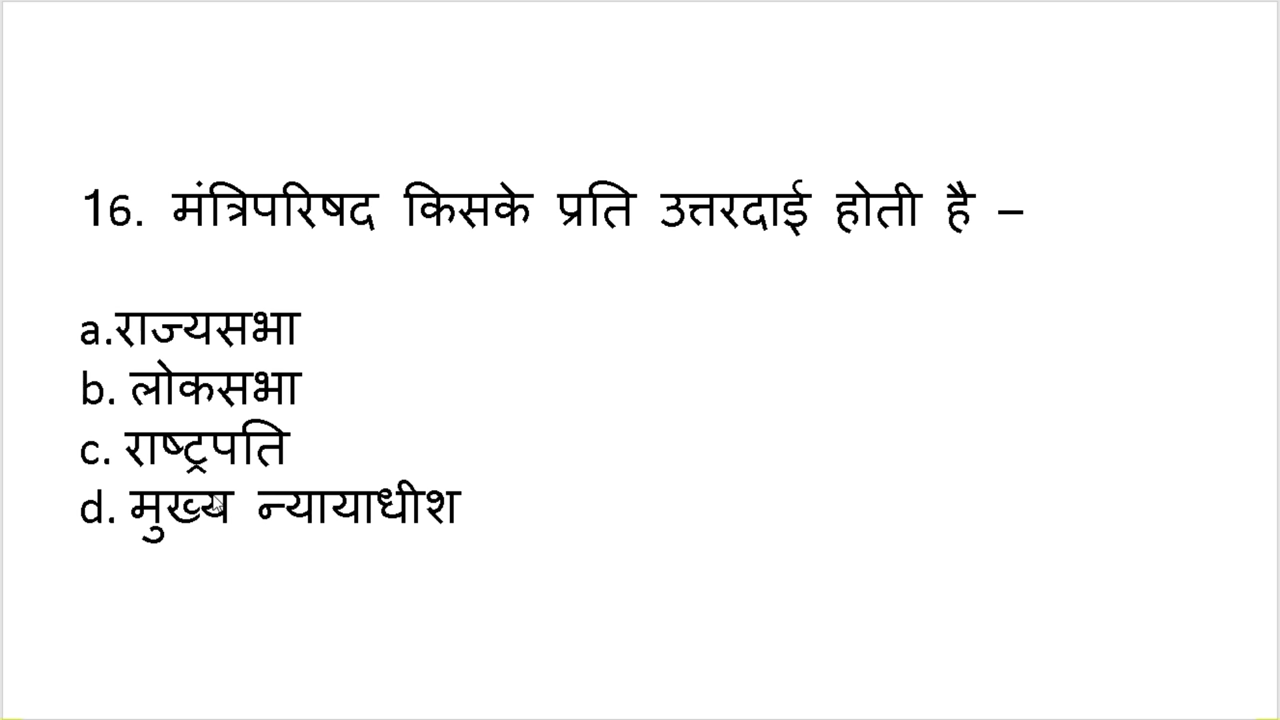 16. मंत्रिपरिषद किसके प्रति उत्तरदाई होती है –
a.राज्यसभा
b. लोकसभा
c. राष्ट्रपति
d. मुख्य न्यायाधीश